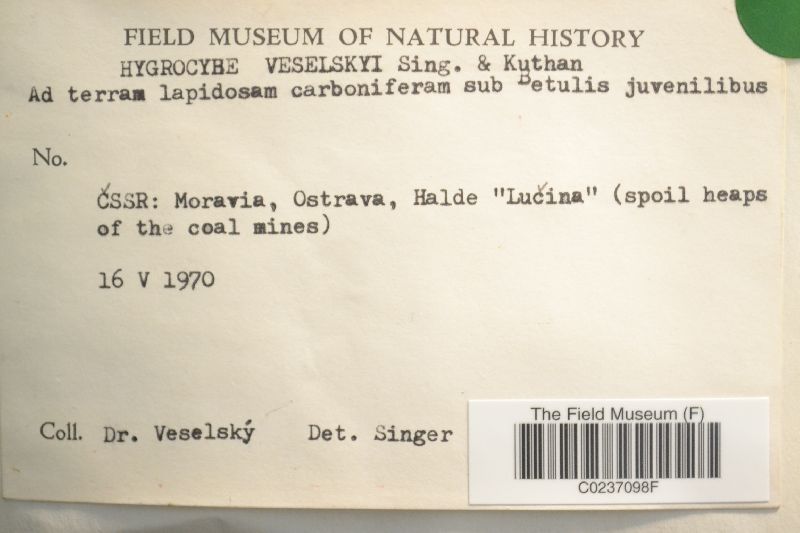 FIELD MUSEUM OF NATURAL HISTORY
HYGROCYBE VESELSKYI Sing. & Kuthan
Ad terram lapidosam carboniferam sub Betulis juvenilibus
No.
ČSSR: Moravia, Ostrava, Halde "Lučina" (spoil heaps
of the coal mines)
16 V 1970
Coll. Dr. Veselský Det. Singer
The Field Museum (F)
C0237098F